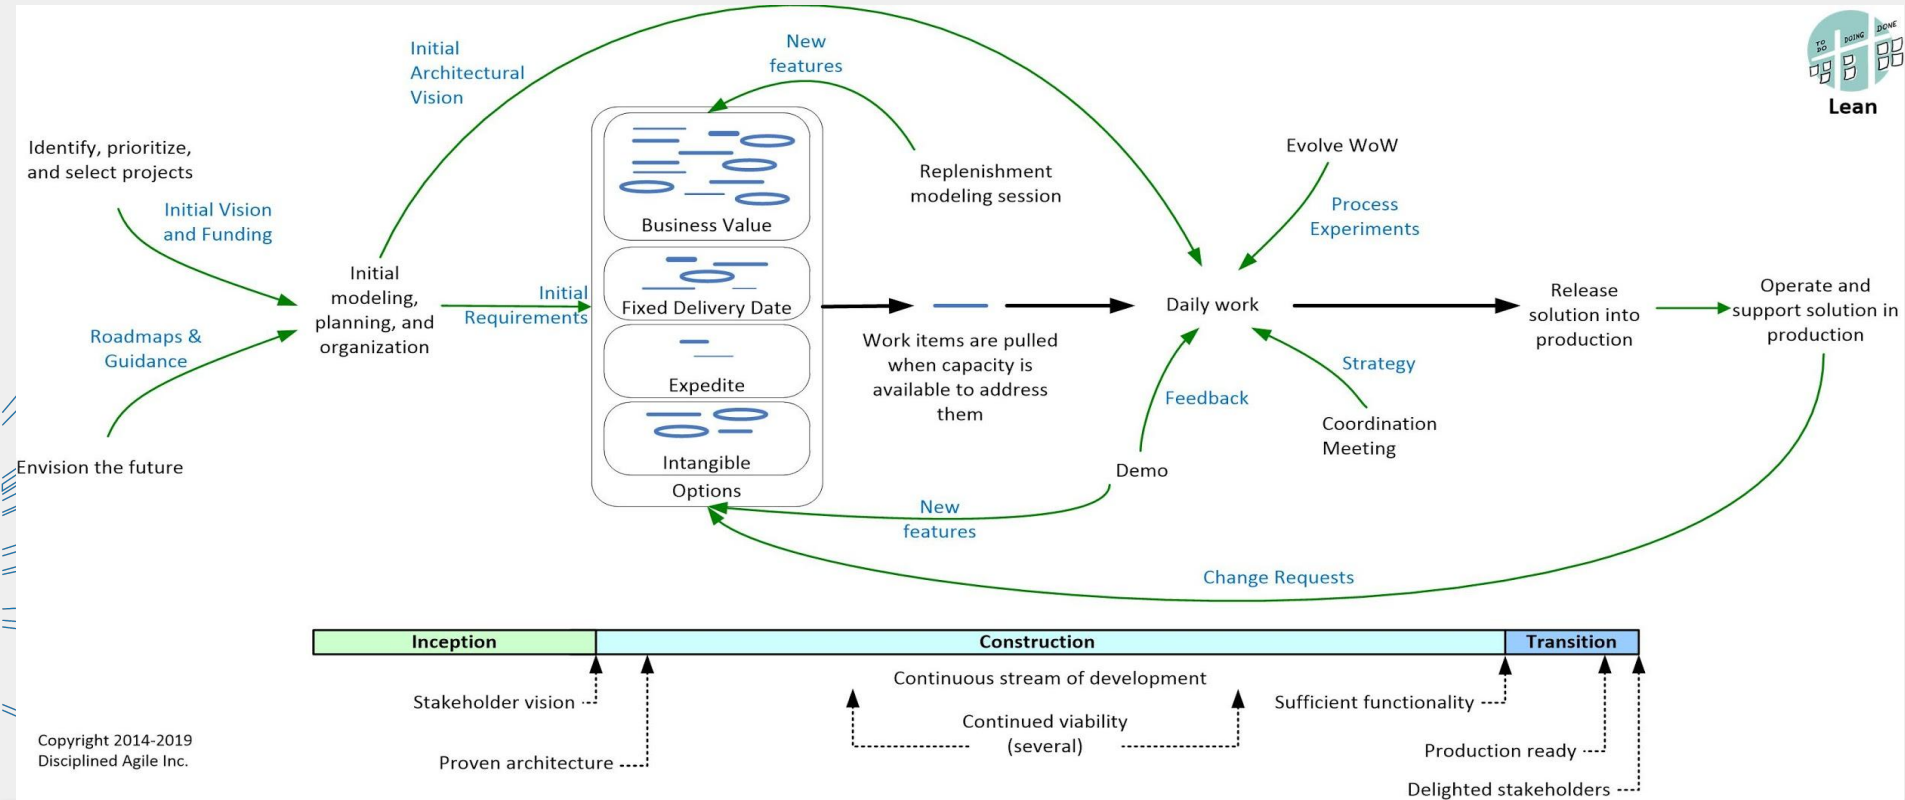 Initial
Architectural
Vision
New
features
TO
DO
DOING
DONE
Lean
Identify, prioritize,
and select projects
Initial Vision
and Funding
Business Value
Replenishment
modeling session
Evolve WoW
Process
Experiments
Initial
modeling,
planning, and
organization
Initial
Requirements
Fixed Delivery Date
Work items are pulled
when capacity is
available to address
them
Daily work
Release
solution into
production
Operate and
support solution in
production
Roadmaps &
Guidance
Expedite
Strategy
Feedback
Coordination
Meeting
Envision the future
Intangible
Options
Demo
New
features
Change Requests
Inception
Construction
Transition
Stakeholder vision
Continuous stream of development
Sufficient functionality
Continued viability
(several)
Proven architecture
Production ready
Delighted stakeholders
Copyright 2014-2019
Disciplined Agile Inc.